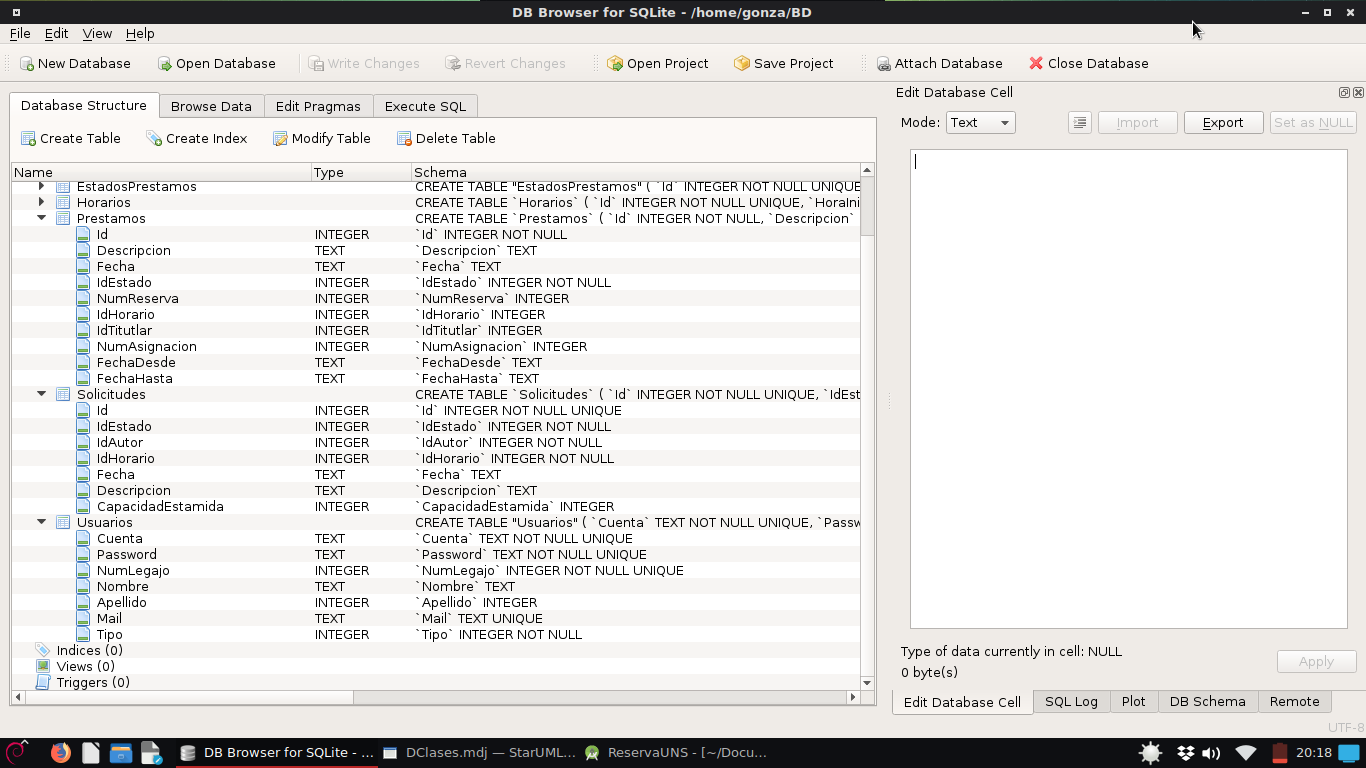 DB Browser for SQLite - /home/gonza/BD
File Edit View Help
New Database Open Database Write Changes Revert Changes Open Project Save Project Attach Database Close Database
Database Structure Browse Data Edit Pragmas Execute SQL
Create Table Create Index Modify Table Delete Table
Name Type Schema
EstadosPrestamos CREATE TABLE "EstadosPrestamos" ( `Id` INTEGER NOT NULL UNIQUE
Horarios CREATE TABLE `Horarios` ( `Id` INTEGER NOT NULL UNIQUE, `HoraIni
Prestamos CREATE TABLE `Prestamos` ( `Id` INTEGER NOT NULL, `Descripcion`
Id INTEGER `Id` INTEGER NOT NULL
Descripcion TEXT `Descripcion` TEXT
Fecha TEXT `Fecha` TEXT
IdEstado INTEGER `IdEstado` INTEGER NOT NULL
NumReserva INTEGER `NumReserva` INTEGER
IdHorario INTEGER `IdHorario` INTEGER
IdTitutlar INTEGER `IdTitutlar` INTEGER
NumAsignacion INTEGER `NumAsignacion` INTEGER
FechaDesde TEXT `FechaDesde` TEXT
FechaHasta TEXT `FechaHasta` TEXT
Solicitudes CREATE TABLE `Solicitudes` ( `Id` INTEGER NOT NULL UNIQUE, `IdEst
Id INTEGER `Id` INTEGER NOT NULL UNIQUE
IdEstado INTEGER `IdEstado` INTEGER NOT NULL
IdAutor INTEGER `IdAutor` INTEGER NOT NULL
IdHorario INTEGER `IdHorario` INTEGER NOT NULL
Fecha TEXT `Fecha` TEXT
Descripcion TEXT `Descripcion` TEXT
CapacidadEstamida INTEGER `CapacidadEstamida` INTEGER
Usuarios CREATE TABLE "Usuarios" ( `Cuenta` TEXT NOT NULL UNIQUE, `Passw
Cuenta TEXT `Cuenta` TEXT NOT NULL UNIQUE
Password TEXT `Password` TEXT NOT NULL UNIQUE
NumLegajo INTEGER `NumLegajo` INTEGER NOT NULL UNIQUE
Nombre TEXT `Nombre` TEXT
Apellido INTEGER `Apellido` INTEGER
Mail TEXT `Mail` TEXT UNIQUE
Tipo INTEGER `Tipo` INTEGER NOT NULL
Indices (0)
Views (0)
Triggers (0)
Edit Database Cell
Mode: Text Import Export Set as NULL
Type of data currently in cell: NULL
0 byte(s)
Apply
Edit Database Cell SQL Log Plot DB Schema Remote
UTF-8
DB Browser for SQLite - ... DClases.mdj — StarUML... ReservaUNS - [~/Docu... 20:18